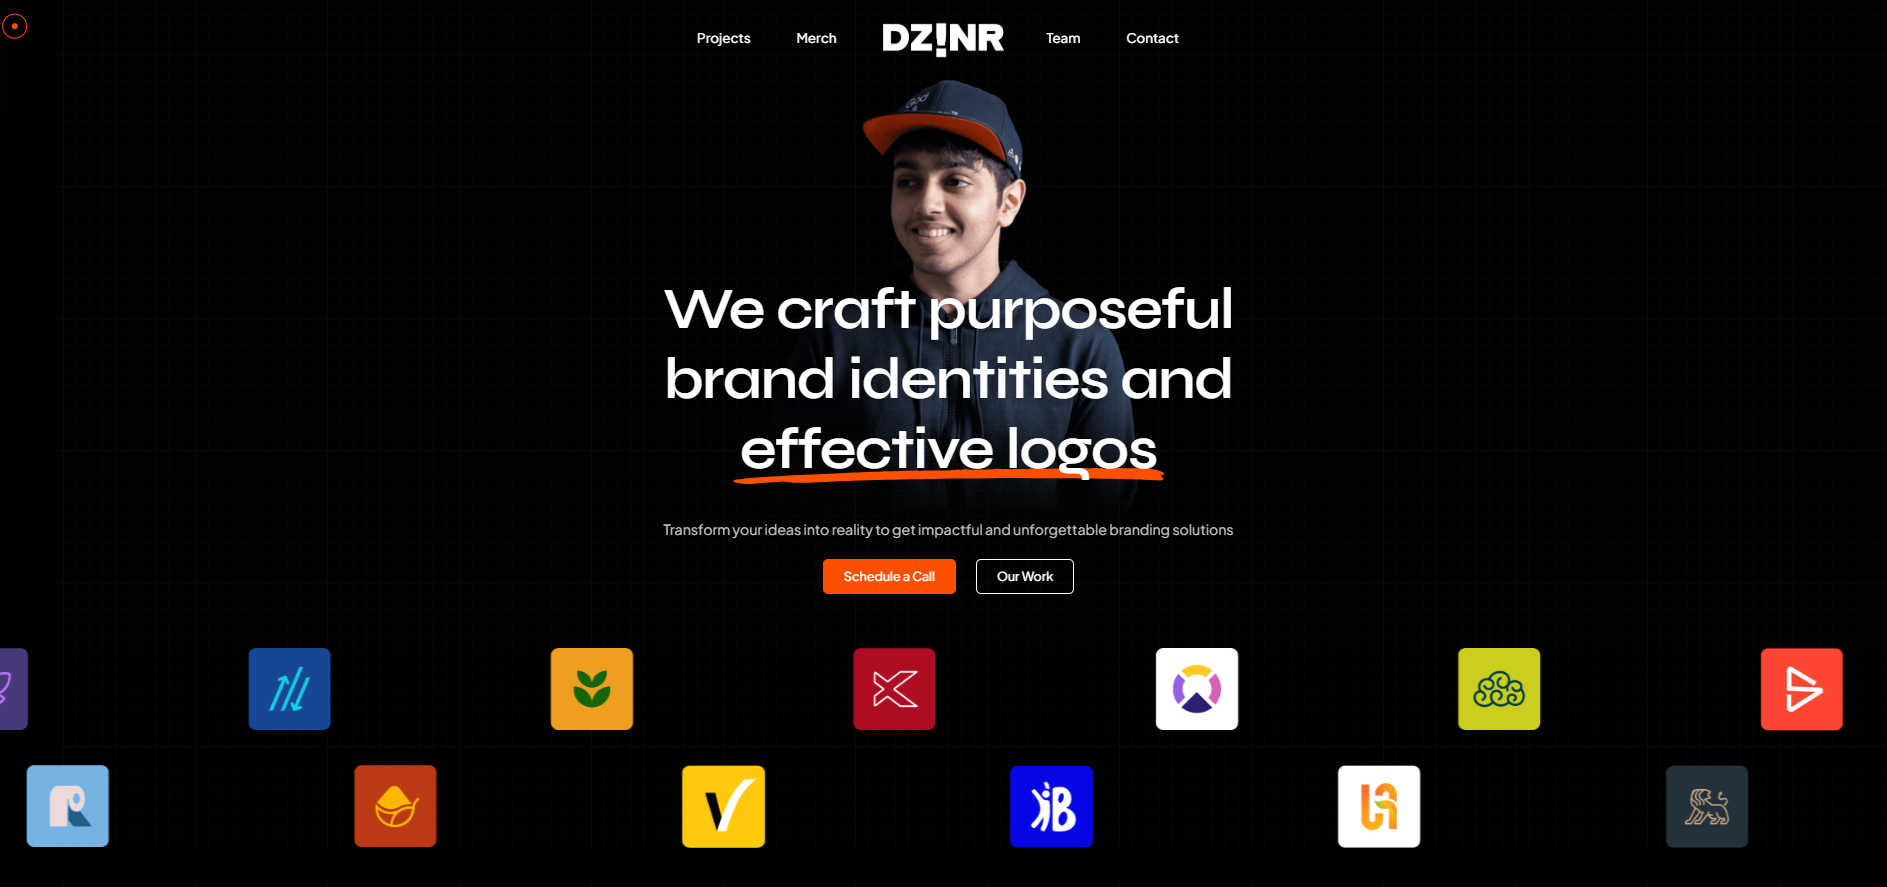 Projects Merch DZ!NR Team Contact
God
We craft purposeful
brand identities and
effective logos
Transform your ideas into reality to get impactful and unforgettable branding solutions
Schedule a Call Our Work